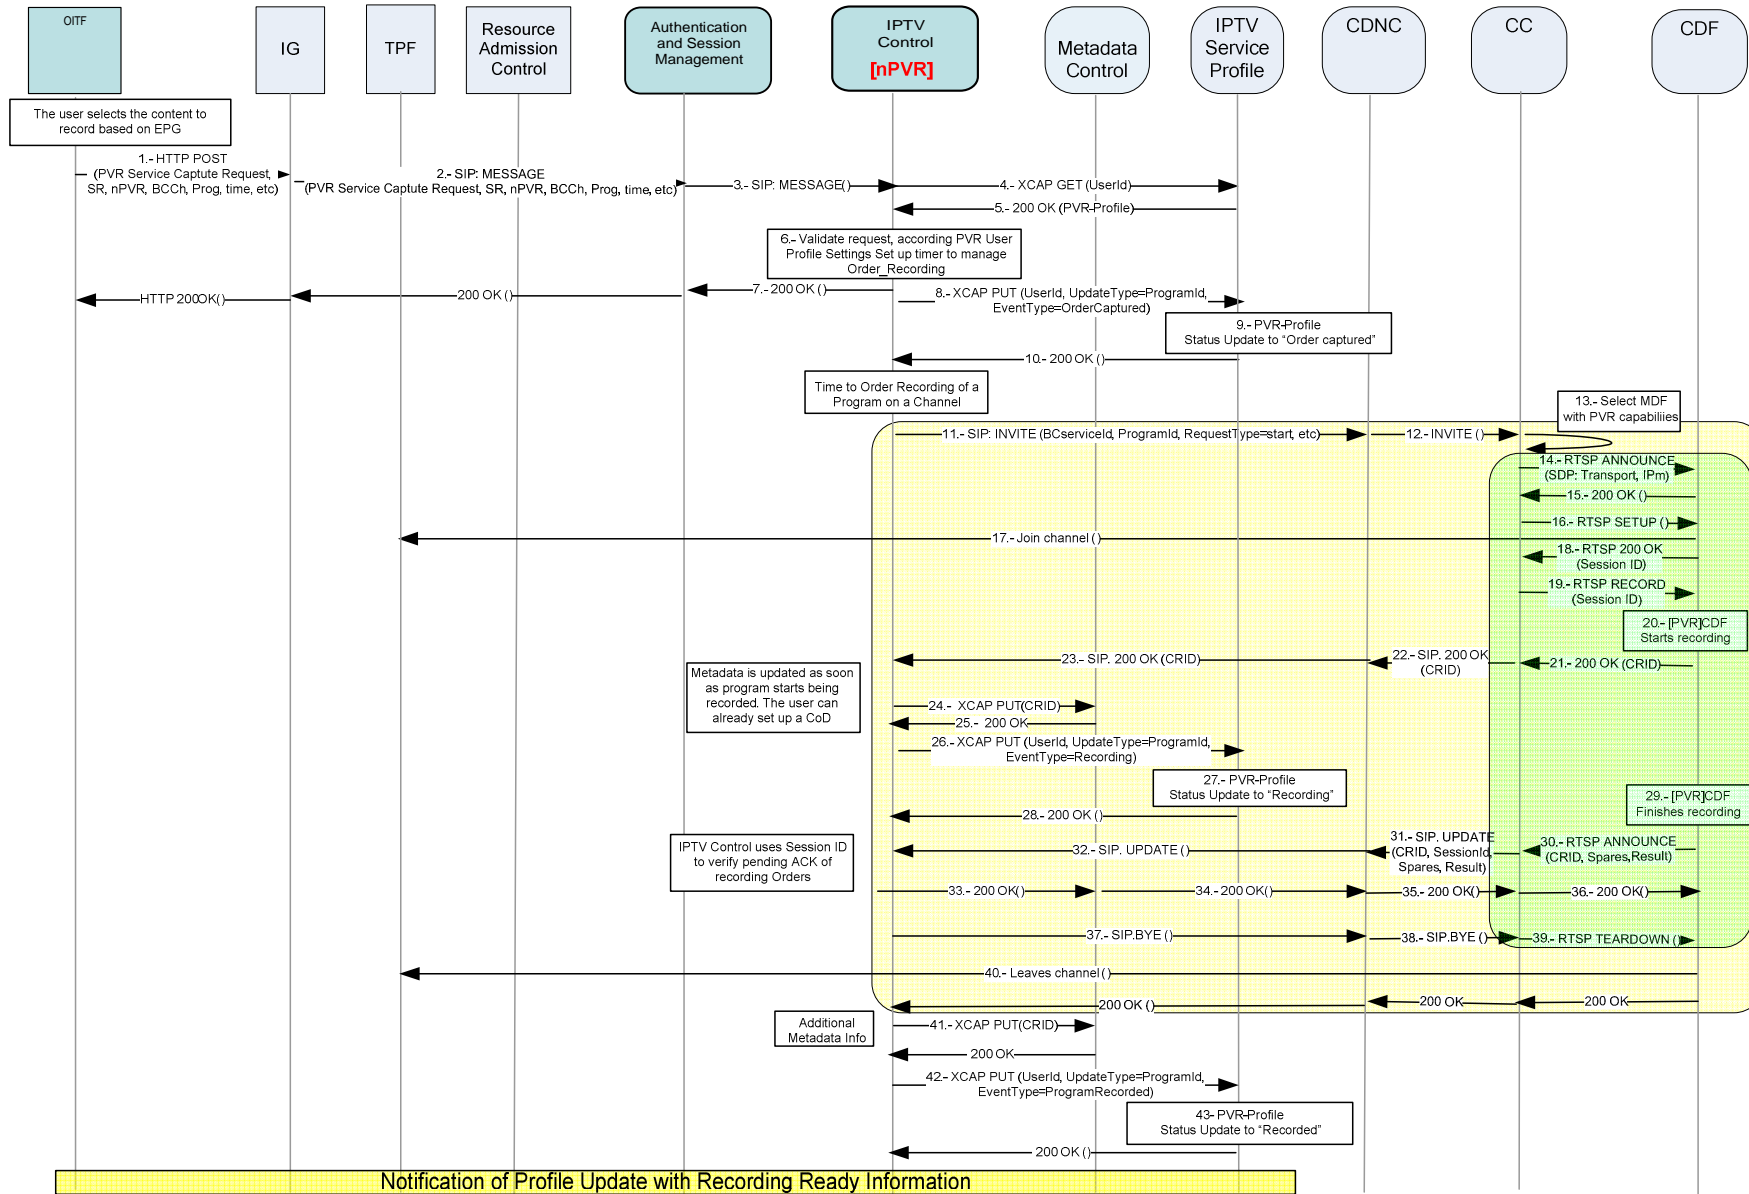 OITF
IG
TPF
Resource
Admission
Control
Authentication
and Session
Management
IPTV
Control
[nPVR]
Metadata
Control
IPTV
Service
Profile
CDNC
CC
CDF
The user selects the content to
record based on EPG
1.- HTTP POST
(PVR Service Captute Request,
SR, nPVR, BCCh, Prog, time, etc)
2.- SIP: MESSAGE
(PVR Service Captute Request, SR, nPVR, BCCh, Prog, time, etc)
3.- SIP: MESSAGE()
4.- XCAP GET (UserId)
5.- 200 OK (PVR-Profile)
6.- Validate request, according PVR User
Profile Settings Set up timer to manage
Order_Recording
7.- 200 OK ()
200 OK ()
HTTP 200OK()
8.- XCAP PUT (UserId, UpdateType=ProgramId,
EventType=OrderCaptured)
9.- PVR-Profile
Status Update to “Order captured”
10.- 200 OK ()
Time to Order Recording of a
Program on a Channel
11.- SIP: INVITE (BCserviceId, ProgramId, RequestType=start, etc)
12.- INVITE ()
13.- Select MDF
with PVR capabiliies
14.- RTSP ANNOUNCE
(SDP: Transport, IPm)
15.- 200 OK ()
16.- RTSP SETUP ()
17.- Join channel ()
18.- RTSP 200 OK
(Session ID)
19.- RTSP RECORD
(Session ID)
20.- [PVR]CDF
Starts recording
21.- 200 OK (CRID)
22.- SIP. 200 OK
(CRID)
23.- SIP. 200 OK (CRID)
Metadata is updated as soon
as program starts being
recorded. The user can
already set up a CoD
24.- XCAP PUT(CRID)
25.- 200 OK
26.- XCAP PUT (UserId, UpdateType=ProgramId,
EventType=Recording)
27.- PVR-Profile
Status Update to “Recording”
28.- 200 OK ()
29.- [PVR]CDF
Finishes recording
30.- RTSP ANNOUNCE
(CRID, Spares,Result)
31.- SIP. UPDATE
(CRID, SessionId,
Spares, Result)
32.- SIP. UPDATE ()
IPTV Control uses Session ID
to verify pending ACK of
recording Orders
33.- 200 OK()
34.- 200 OK()
35.- 200 OK()
36.- 200 OK()
37.- SIP.BYE ()
38.- SIP.BYE ()
39.- RTSP TEARDOWN ()
40.- Leaves channel ()
200 OK ()
200 OK
200 OK
Additional
Metadata Info
41.- XCAP PUT(CRID)
200 OK
42.- XCAP PUT (UserId, UpdateType=ProgramId,
EventType=ProgramRecorded)
43- PVR-Profile
Status Update to “Recorded”
200 OK ()
Notification of Profile Update with Recording Ready Information